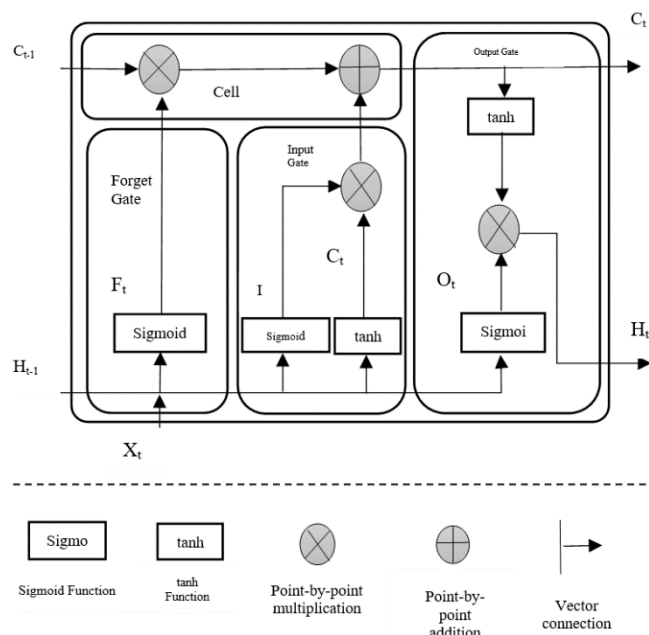 Cₜ
Output Gate
Cₜ₋₁
Cell
tanh
Input
Gate
Forget
Gate
Cₜ
Fₜ
I
Oₜ
Sigmoid
Sigmoid
tanh
Sigmoi
Hₜ
Hₜ₋₁
Xₜ
Sigmo
tanh
Sigmoid Function
tanh
Function
Point-by-point
multiplication
Point-by-
point
addition
Vector
connection